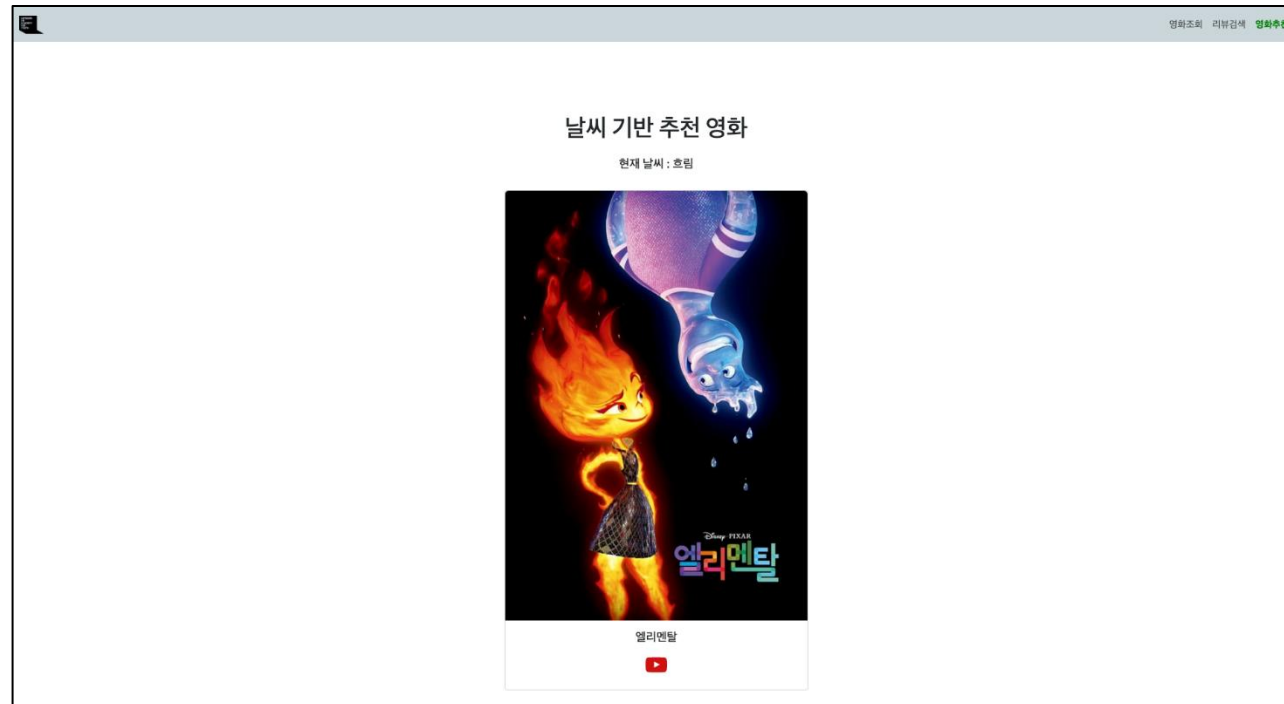 영화조회 리뷰검색 영화추천
날씨 기반 추천 영화
현재 날씨 : 흐림
Disney PIXAR
엘리멘탈
엘리멘탈